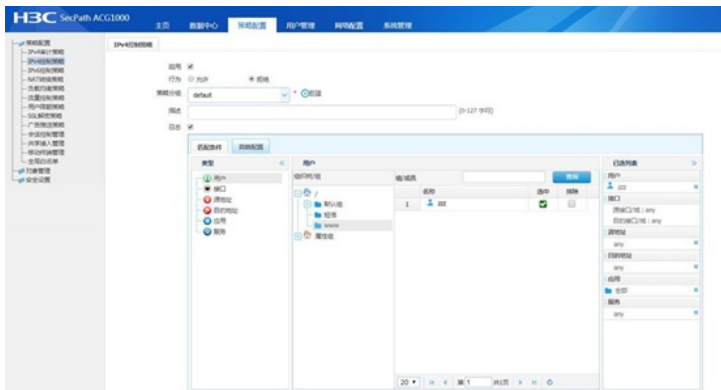 H3C SecPath ACG1000
主页 数据中心 策略配置 用户管理 网络配置 系统管理
策略配置
IPv4审计策略
IPv4控制策略
IPv6控制策略
NAT转换策略
负载均衡策略
流量控制策略
用户限额策略
SSL解密策略
广告推送策略
会话控制管理
共享接入管理
移动终端管理
全局白名单
对象管理
安全设置
IPv4控制策略
启用
行为 允许 拒绝
策略分组 default * 新建
描述 (0-127 字符)
日志
匹配条件 高级配置
类型 «
用户
接口
源地址
目的地址
应用
服务
用户
组织树/组
/
默认组
短信
属性组
组/成员 查询
名称 选中 排除
1 zzz
20 第 1 共1页
已选列表 »
用户
zzz
接口
源接口/域 : any
目的接口/域 : any
源地址
any
目的地址
any
应用
全部
服务
any